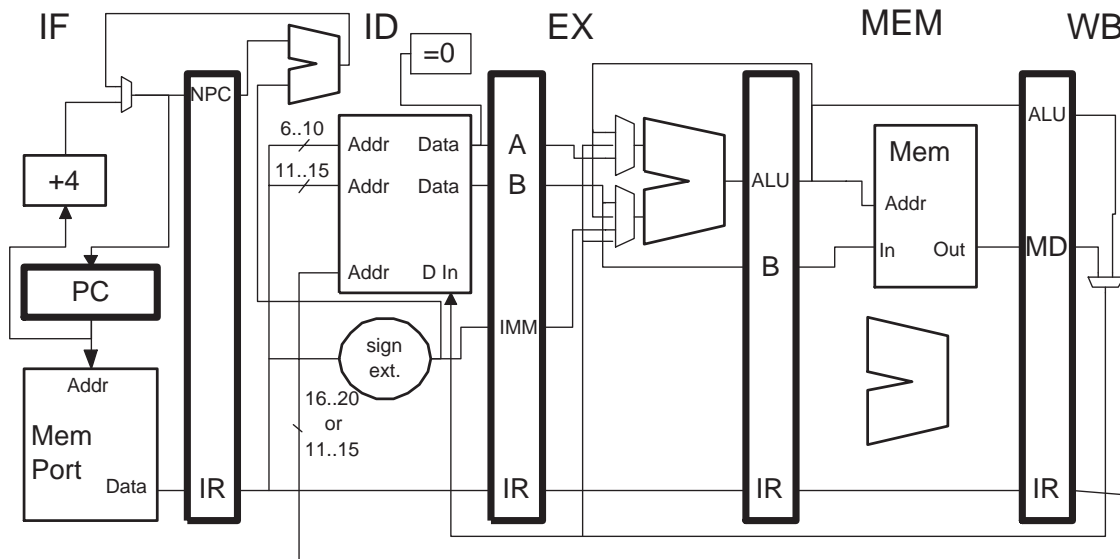 IF
ID
EX
MEM
WB
=0
NPC
+4
PC
Addr
Mem
Port
Data
IR
6..10
11..15
Addr
Data
Addr
Data
Addr
D In
sign
ext.
16..20
or
11..15
A
B
IMM
IR
ALU
B
IR
Mem
Addr
In
Out
ALU
MD
IR